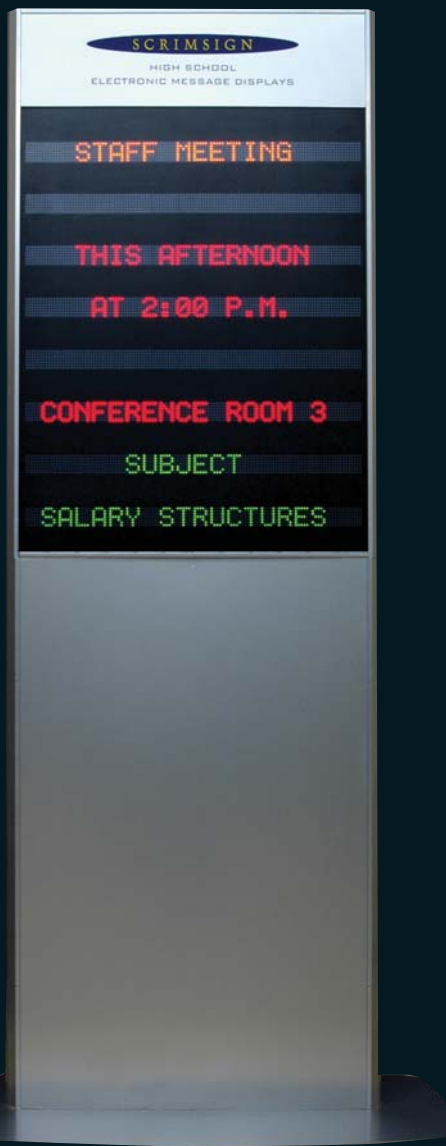 SCRIMSIGN
HIGH SCHOOL
ELECTRONIC MESSAGE DISPLAYS
STAFF MEETING
THIS AFTERNOON
AT 2:00 P.M.
CONFERENCE ROOM 3
SUBJECT
SALARY STRUCTURES